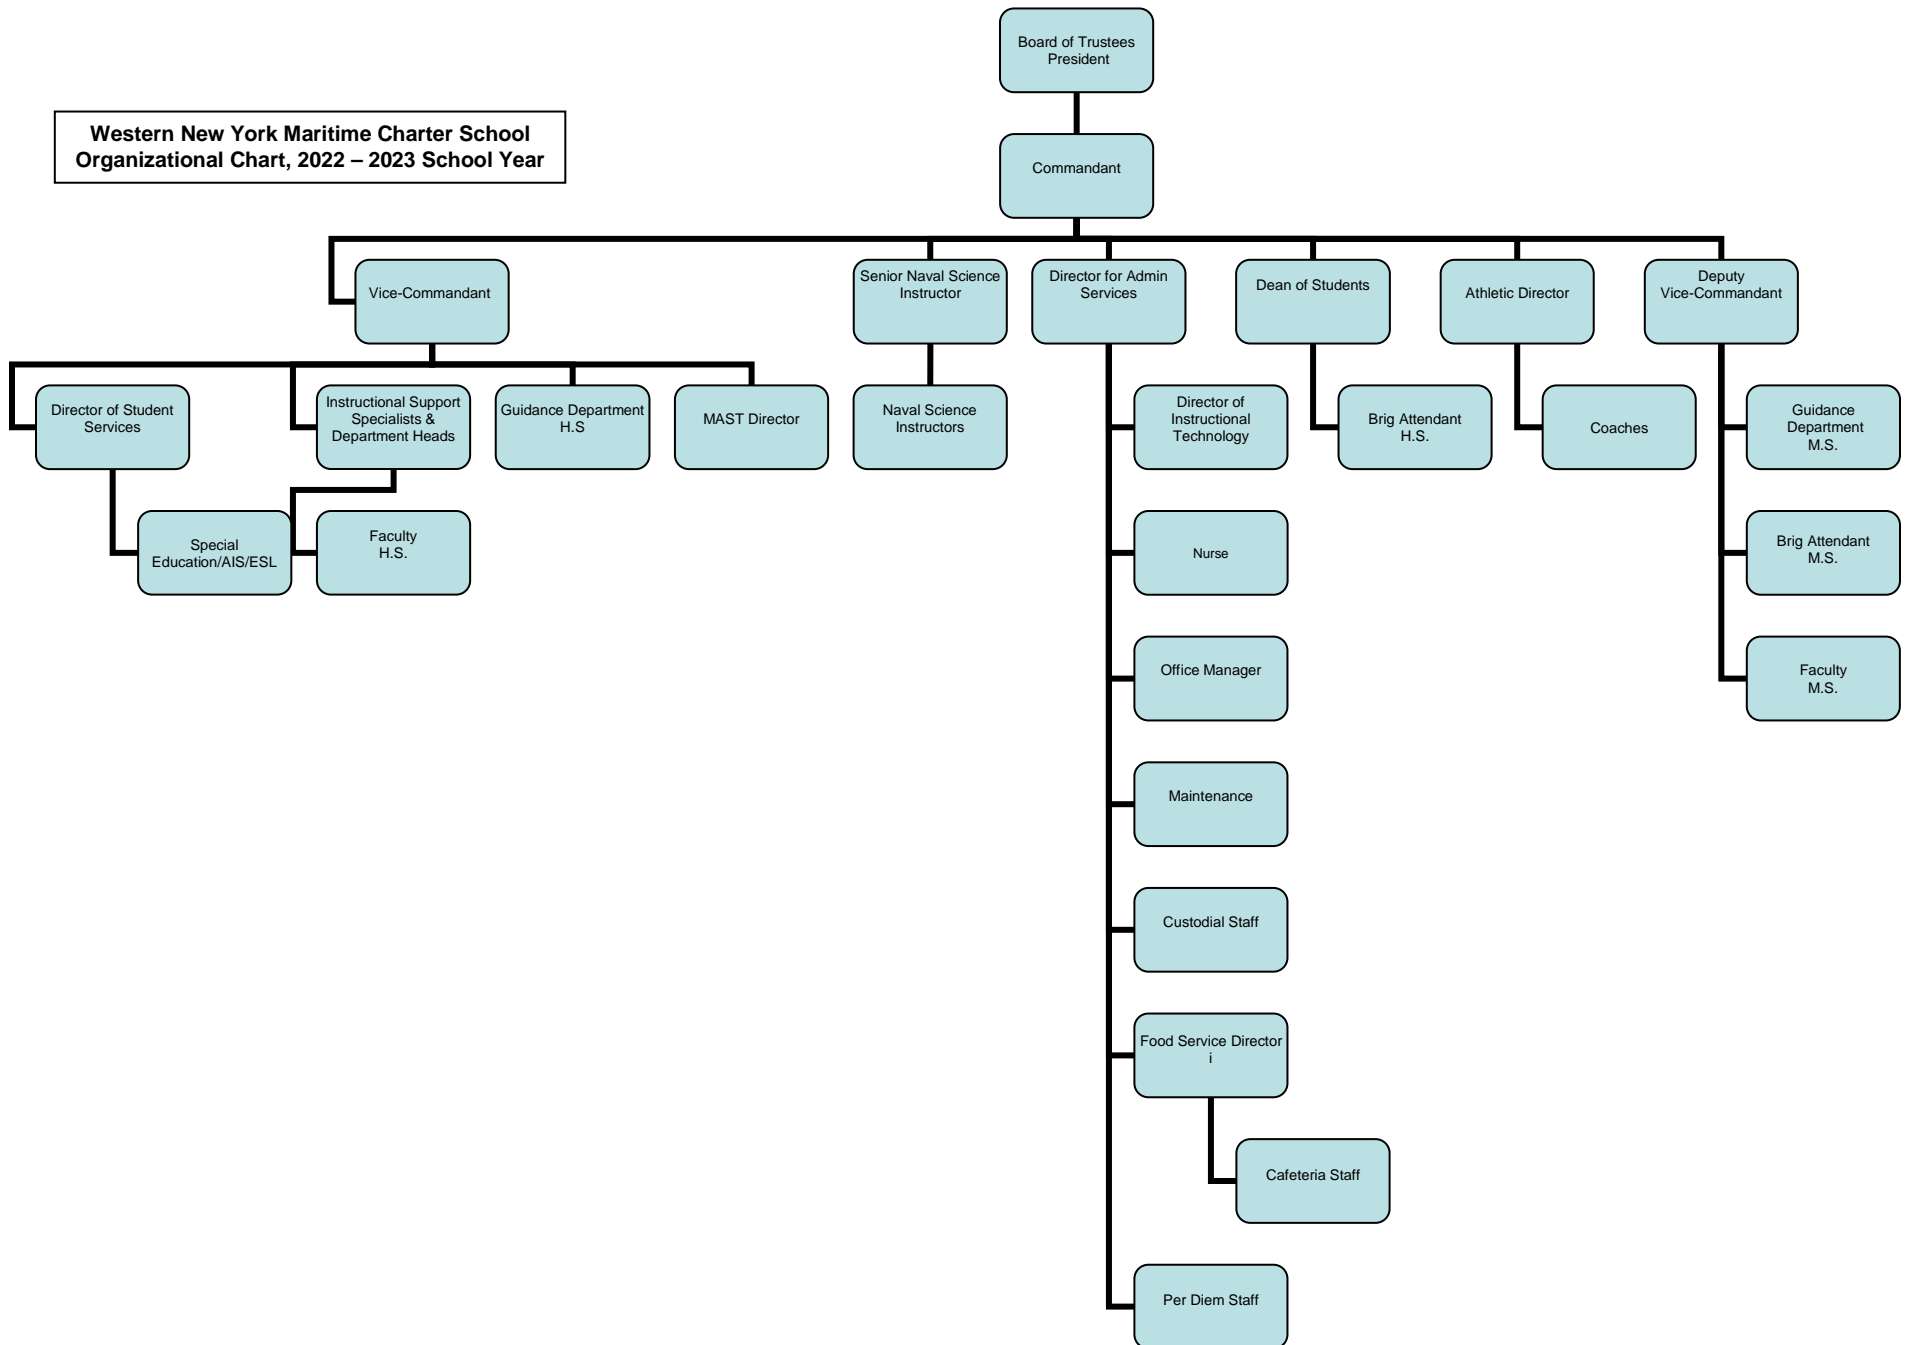 Board of Trustees
President
Western New York Maritime Charter School
Organizational Chart, 2022 – 2023 School Year
Commandant
Vice-Commandant
Senior Naval Science
Instructor
Director for Admin
Services
Dean of Students
Athletic Director
Deputy
Vice-Commandant
Director of Student
Services
Instructional Support
Specialists &
Department Heads
Guidance Department
H.S
MAST Director
Naval Science
Instructors
Director of
Instructional
Technology
Brig Attendant
H.S.
Coaches
Guidance
Department
M.S.
Special
Education/AIS/ESL
Faculty
H.S.
Nurse
Brig Attendant
M.S.
Office Manager
Faculty
M.S.
Maintenance
Custodial Staff
Food Service Director
i
Cafeteria Staff
Per Diem Staff